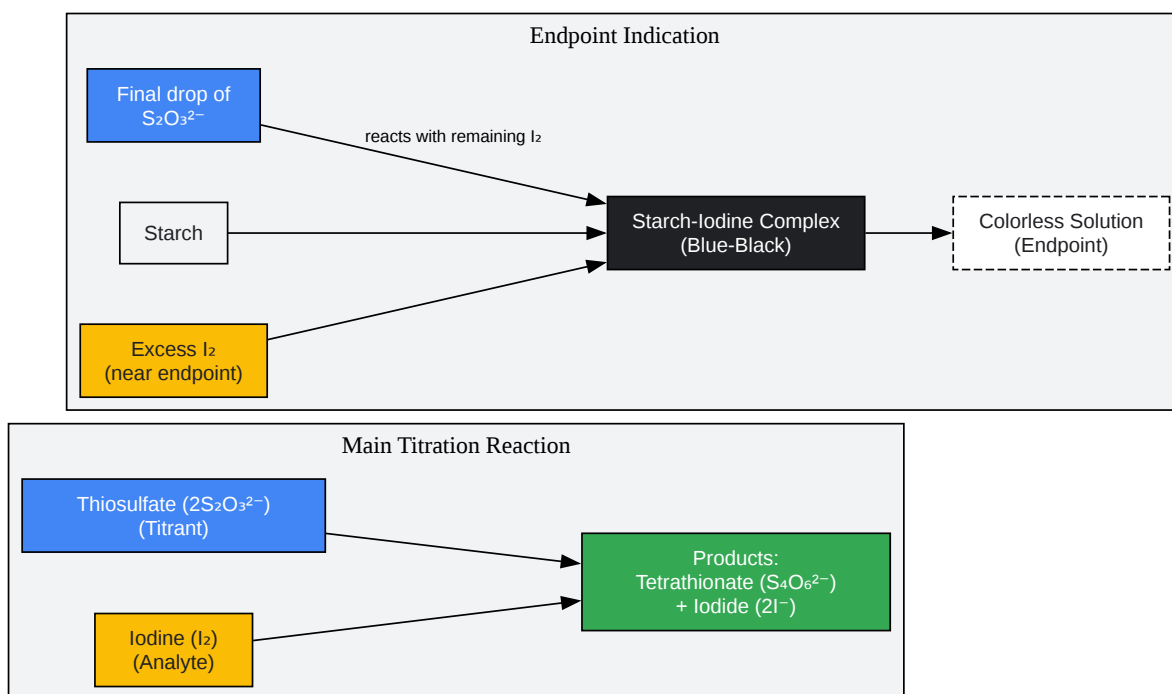 Endpoint Indication
Final drop of
S₂O₃²⁻
reacts with remaining I₂
Starch
Starch-Iodine Complex
(Blue-Black)
Colorless Solution
(Endpoint)
Excess I₂
(near endpoint)
Main Titration Reaction
Thiosulfate (2S₂O₃²⁻)
(Titrant)
Products:
Tetrathionate (S₄O₆²⁻)
+ Iodide (2I⁻)
Iodine (I₂)
(Analyte)